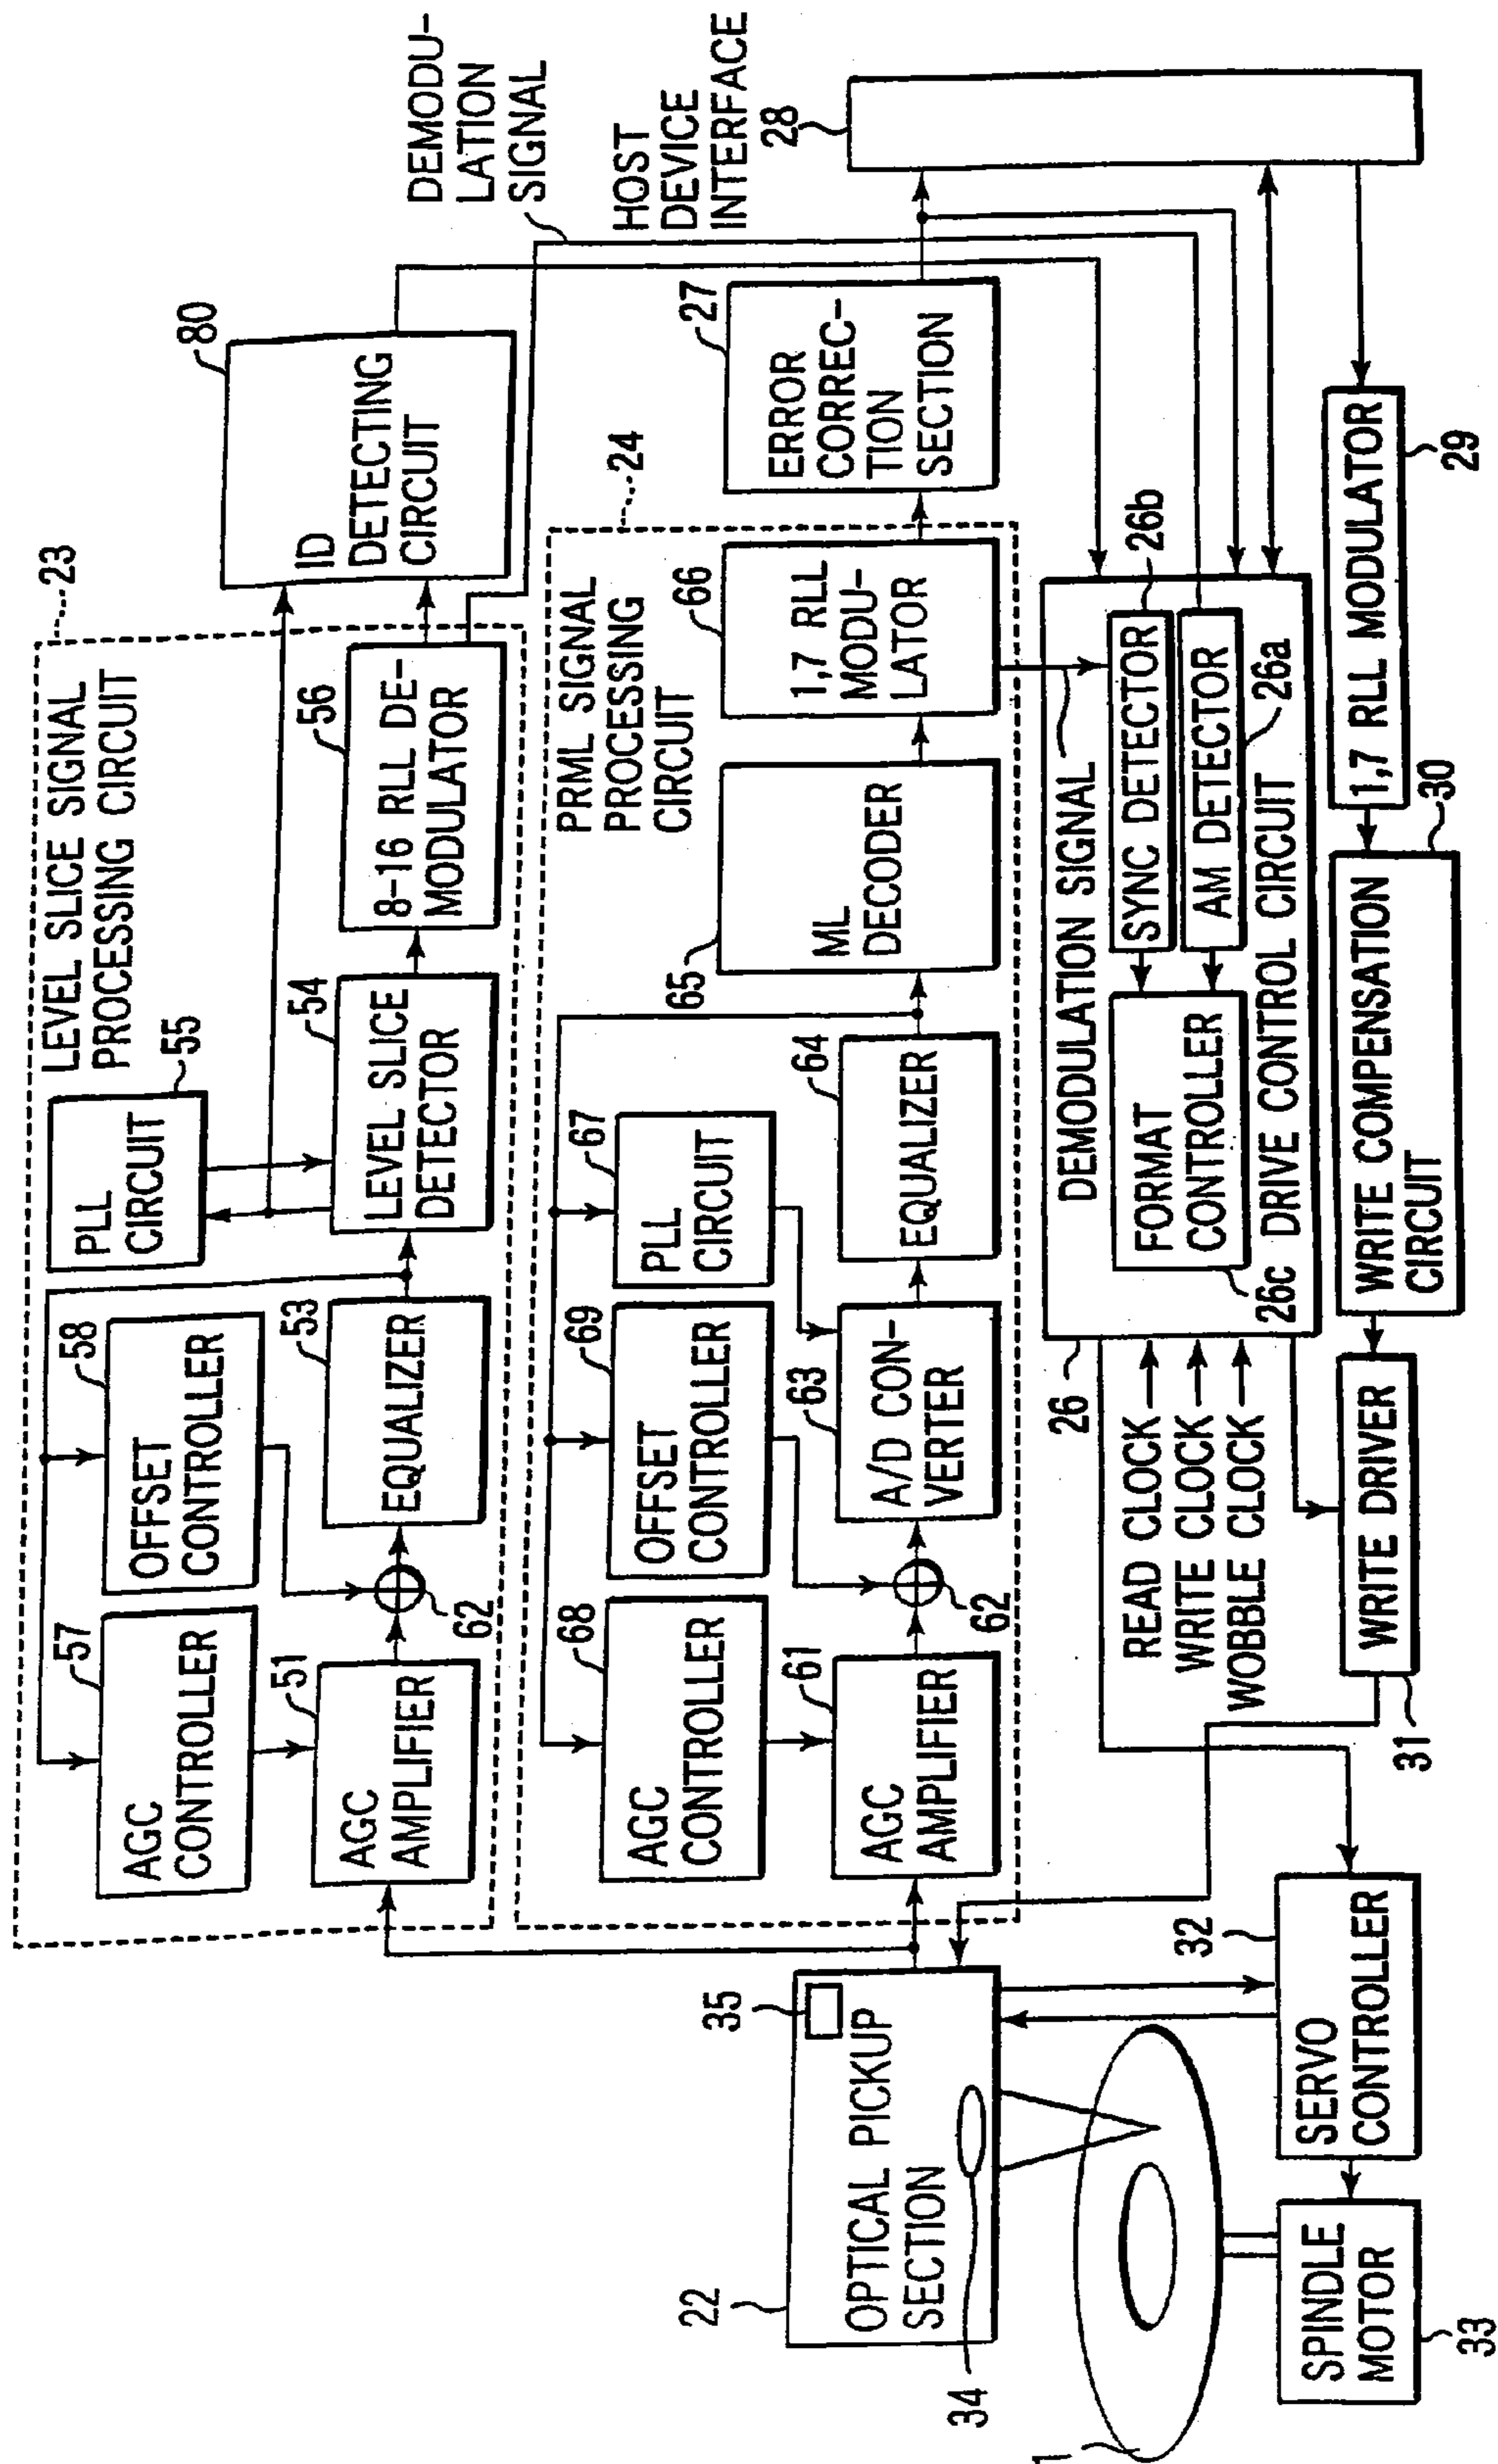 LEVEL SLICE SIGNAL
PROCESSING CIRCUIT
23
57
AGC
CONTROLLER
58
OFFSET
CONTROLLER
PLL
CIRCUIT
55
51
AGC
AMPLIFIER
62
53
EQUALIZER
54
LEVEL SLICE
DETECTOR
56
8-16 RLL DE-
MODULATOR
80
ID
DETECTING
CIRCUIT
DEMODU-
LATION
SIGNAL
PRML SIGNAL
PROCESSING
CIRCUIT
24
68
AGC
CONTROLLER
69
OFFSET
CONTROLLER
67
PLL
CIRCUIT
61
AGC
AMPLIFIER
62
63
A/D CON-
VERTER
64
EQUALIZER
65
ML
DECODER
66
1,7 RLL
MODU-
LATOR
27
ERROR
CORREC-
TION
SECTION
HOST
DEVICE
INTERFACE
28
22
35
OPTICAL PICKUP
SECTION
34
1
READ CLOCK
WRITE CLOCK
WOBBLE CLOCK
26
DEMODULATION SIGNAL
FORMAT
CONTROLLER
26c
SYNC DETECTOR
26b
AM DETECTOR
26a
DRIVE CONTROL CIRCUIT
SPINDLE
MOTOR
33
32
SERVO
CONTROLLER
WRITE DRIVER
31
WRITE COMPENSATION
CIRCUIT
30
1,7 RLL MODULATOR
29